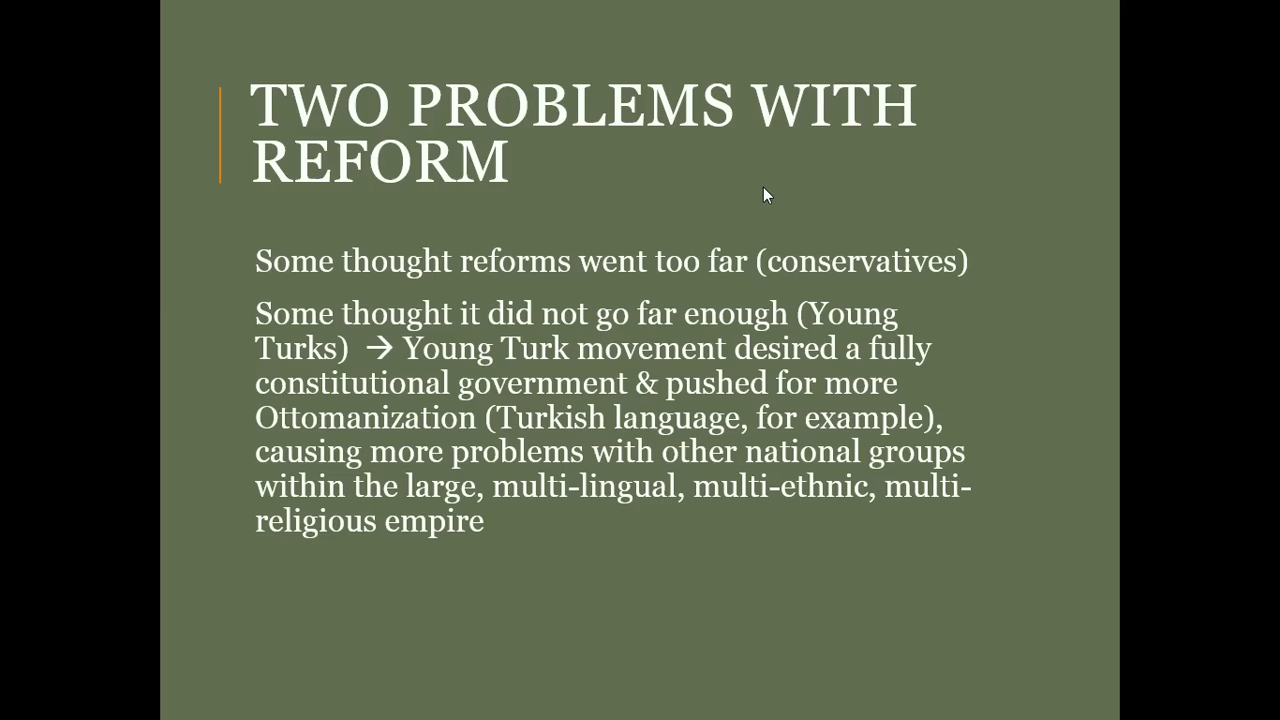 TWO PROBLEMS WITH
REFORM
Some thought reforms went too far (conservatives)
Some thought it did not go far enough (Young
Turks) → Young Turk movement desired a fully
constitutional government & pushed for more
Ottomanization (Turkish language, for example),
causing more problems with other national groups
within the large, multi-lingual, multi-ethnic, multi-
religious empire